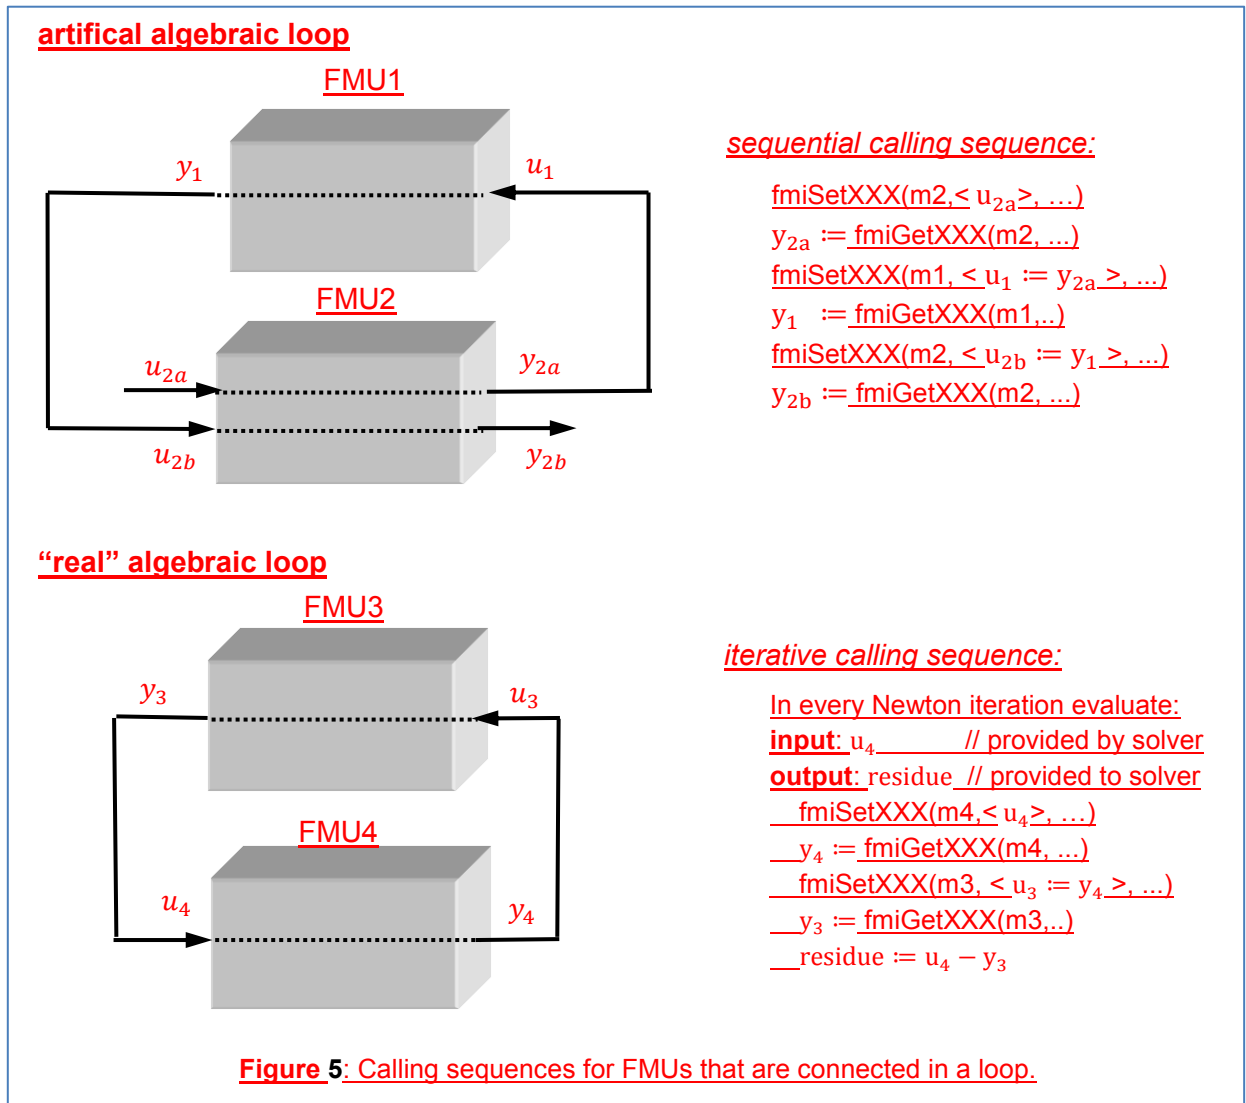 artifical algebraic loop
FMU1
y₁
u₁
FMU2
u₂ₐ
y₂ₐ
u₂b
y₂b
sequential calling sequence:
fmiSetXXX(m2,< u₂ₐ>, …)
y₂ₐ := fmiGetXXX(m2, ...)
fmiSetXXX(m1, < u₁ := y₂ₐ >, ...)
y₁ := fmiGetXXX(m1,..)
fmiSetXXX(m2, < u₂b := y₁ >, ...)
y₂b := fmiGetXXX(m2, ...)
“real” algebraic loop
FMU3
y₃
u₃
FMU4
u₄
y₄
iterative calling sequence:
In every Newton iteration evaluate:
input: u₄ // provided by solver
output: residue // provided to solver
fmiSetXXX(m4,< u₄>, …)
y₄ := fmiGetXXX(m4, ...)
fmiSetXXX(m3, < u₃ := y₄ >, ...)
y₃ := fmiGetXXX(m3,..)
residue := u₄ − y₃
Figure 5: Calling sequences for FMUs that are connected in a loop.